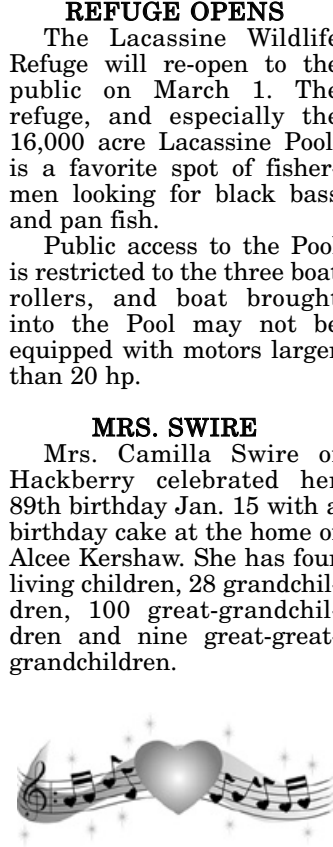 REFUGE OPENS
The Lacassine Wildlife
Refuge will re-open to the
public on March 1. The
refuge, and especially the
16,000 acre Lacassine Pool
is a favorite spot of fisher-
men looking for black bass
and pan fish.
Public access to the Pool
is restricted to the three boat
rollers, and boat brought
into the Pool may not be
equipped with motors larger
than 20 hp.
MRS. SWIRE
Mrs. Camilla Swire of
Hackberry celebrated her
89th birthday Jan. 15 with a
birthday cake at the home of
Alcee Kershaw. She has four
living children, 28 grandchil-
dren, 100 great-grandchil-
dren and nine great-great-
grandchildren.